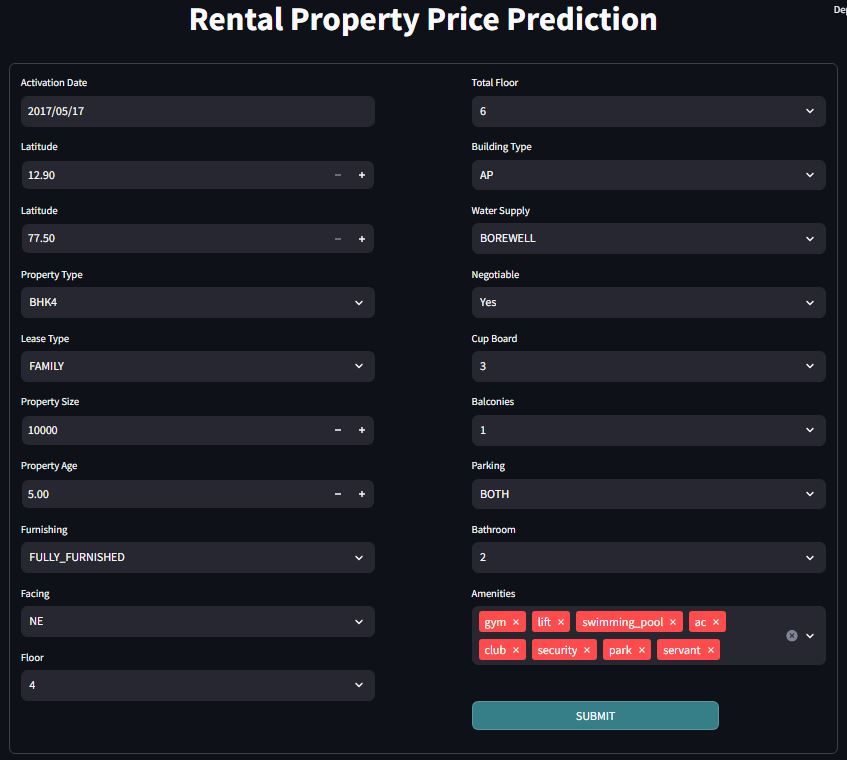 Rental Property Price Prediction
Activation Date
2017/05/17
Latitude
12.90
Latitude
77.50
Property Type
BHK4
Lease Type
FAMILY
Property Size
10000
Property Age
5.00
Furnishing
FULLY_FURNISHED
Facing
NE
Floor
4
Total Floor
6
Building Type
AP
Water Supply
BOREWELL
Negotiable
Yes
Cup Board
3
Balconies
1
Parking
BOTH
Bathroom
2
Amenities
gym × lift × swimming_pool × ac ×
club × security × park × servant ×
SUBMIT